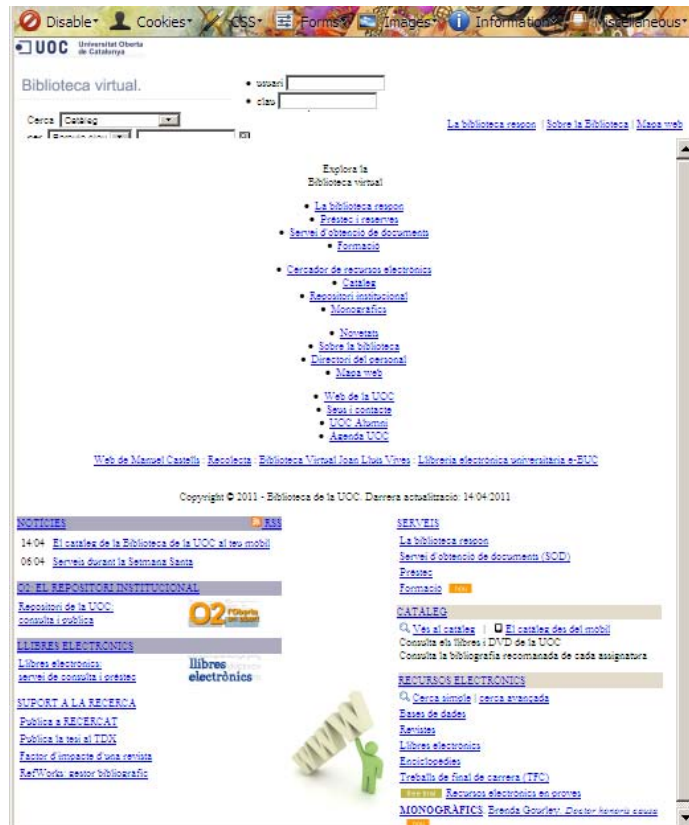 Disable Cookies CSS Forms Images Information Miscellaneous
UOC Universitat Oberta de Catalunya
Biblioteca virtual.
usuari
clau
Cerca Catàleg
per Paraula clau
La biblioteca respon | Sobre la Biblioteca | Mapa web
Explora la
Biblioteca virtual
La biblioteca respon
Préstec i reserves
Servei d'obtenció de documents
Formació
Cercador de recursos electrònics
Catàleg
Repositori institucional
Monogràfics
Novetats
Sobre la biblioteca
Directori del personal
Mapa web
Web de la UOC
Seus i contacte
UOC Alumni
Agenda UOC
Web de Manuel Castells : Recolecta : Biblioteca Virtual Joan Lluís Vives : Llibreria electrònica universitària e-BUC
Copyright © 2011 - Biblioteca de la UOC. Darrera actualització: 14/04/2011
NOTÍCIES RSS
14·04 El catàleg de la Biblioteca de la UOC al teu mòbil
06·04 Serveis durant la Setmana Santa
O2: EL REPOSITORI INSTITUCIONAL
Repositori de la UOC:
consulta i publica
O2 l'Oberta
LLIBRES ELECTRÒNICS
Llibres electrònics:
servei de consulta i préstec
llibres
electrònics
SUPORT A LA RECERCA
Publica a RECERCAT
Publica la tesi al TDX
Factor d'impacte d'una revista
RefWorks: gestor bibliogràfic
WWW
SERVEIS
La biblioteca respon
Servei d'obtenció de documents (SOD)
Préstec
Formació
CATÀLEG
Vés al catàleg | El catàleg des del mòbil
Consulta els llibres i DVD de la UOC
Consulta la bibliografia recomanada de cada assignatura
RECURSOS ELECTRÒNICS
Cerca simple | cerca avançada
Bases de dades
Revistes
Llibres electrònics
Enciclopèdies
Treballs de final de carrera (TFC)
free trial Recursos electrònics en proves
MONOGRÀFICS: Brenda Gourley, Doctor honoris causa